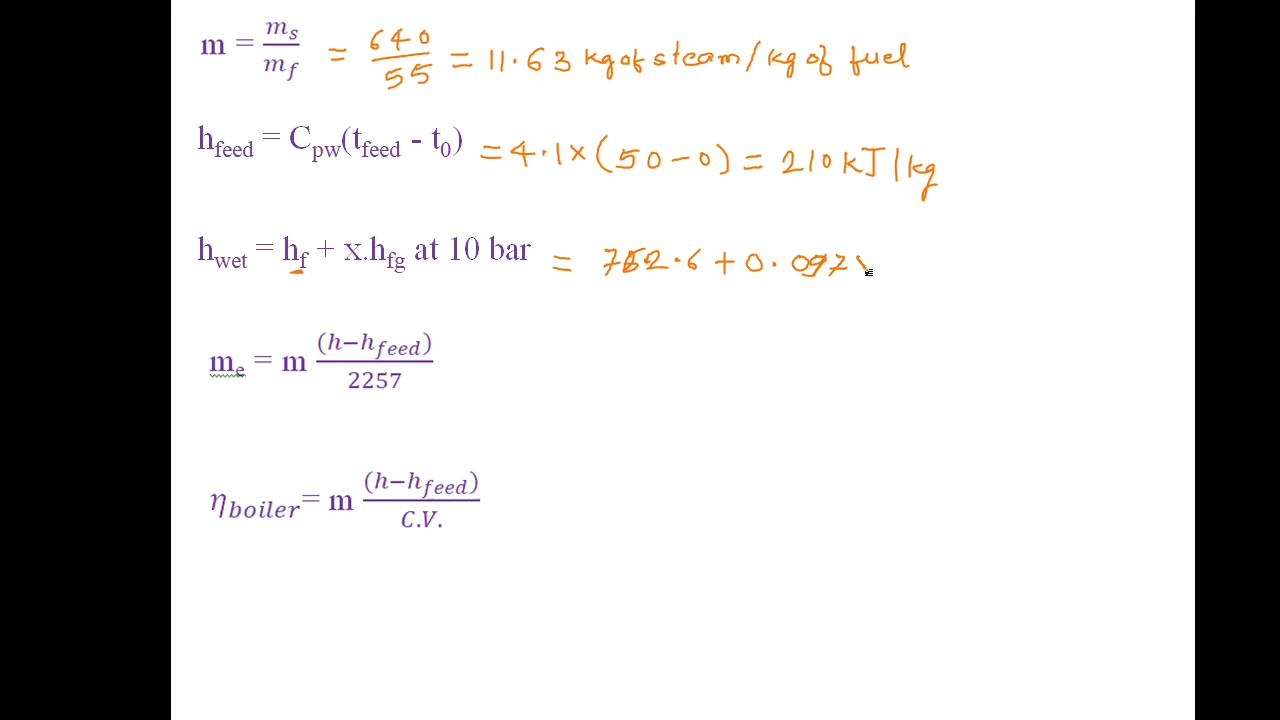 m = m_s/m_f = 640/55 = 11.63 kg of steam/kg of fuel
h_feed = C_pw(t_feed - t_0) = 4.1×(50-0) = 210 kJ/kg
h_wet = h_f + x.h_fg at 10 bar = 762.6 + 0.097
m_e = m (h−h_feed)/2257
η_boiler = m (h−h_feed)/C.V.